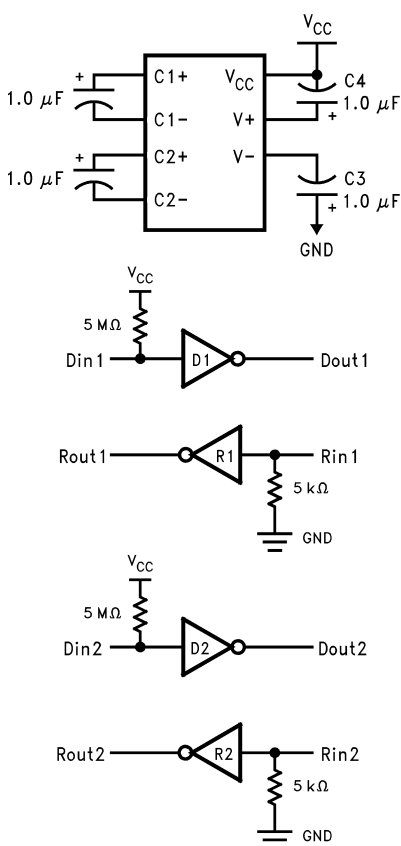 VCC
C1+ VCC C4
1.0 μF 1.0 μF
C1− V+ +
+
C2+ V− C3
1.0 μF 1.0 μF
+ C2− +
GND
VCC
5 MΩ
Din1 D1 Dout1
Rout1 R1 Rin1
5 kΩ
GND
VCC
5 MΩ
Din2 D2 Dout2
Rout2 R2 Rin2
5 kΩ
GND